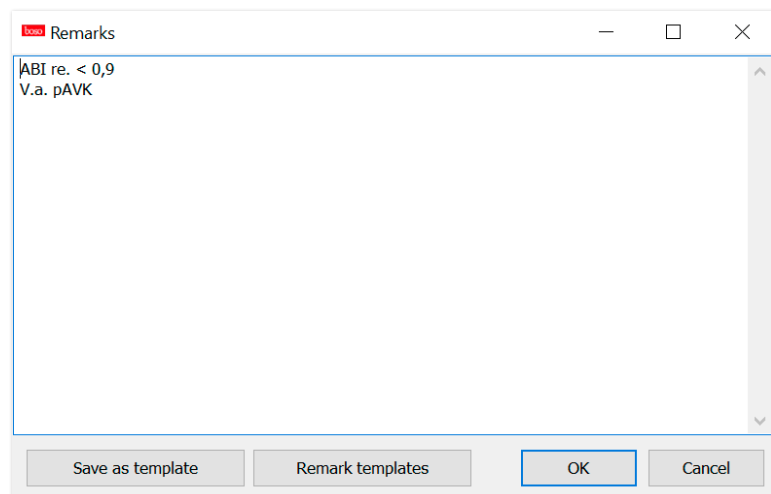 boso Remarks
ABI re. < 0,9
V.a. pAVK
Save as template Remark templates OK Cancel